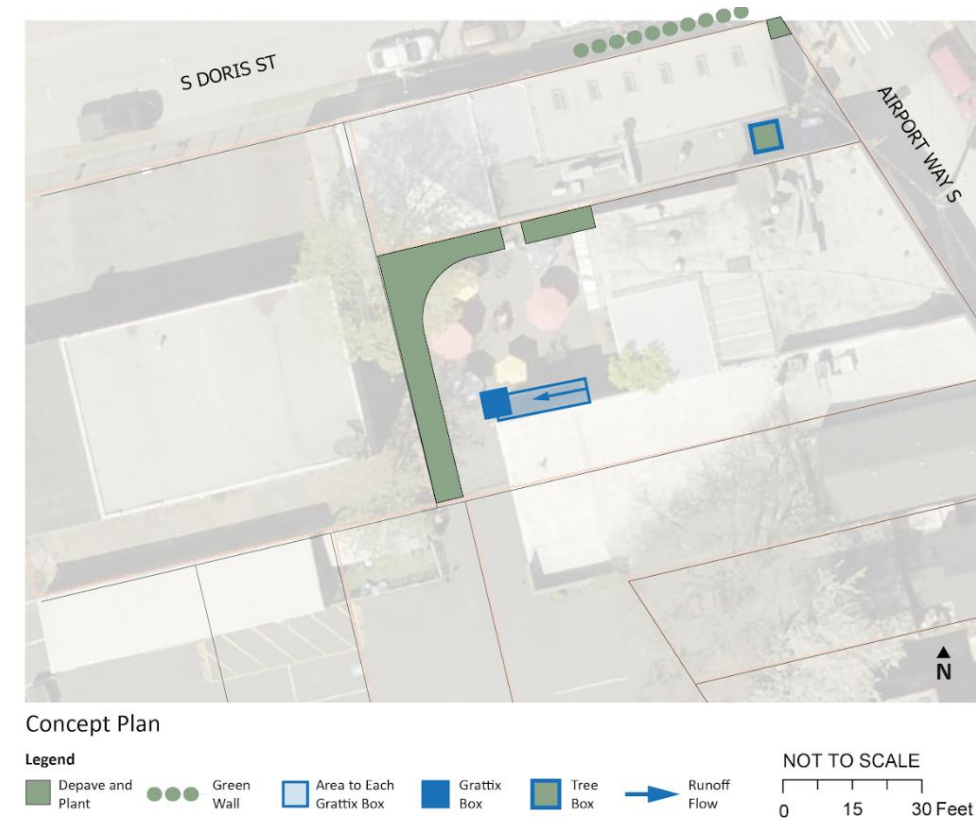 S DORIS ST
AIRPORT WAY S
N
Concept Plan
Legend
Depave and
Plant
Green
Wall
Area to Each
Grattix Box
Grattix
Box
Tree
Box
Runoff
Flow
NOT TO SCALE
0 15 30 Feet